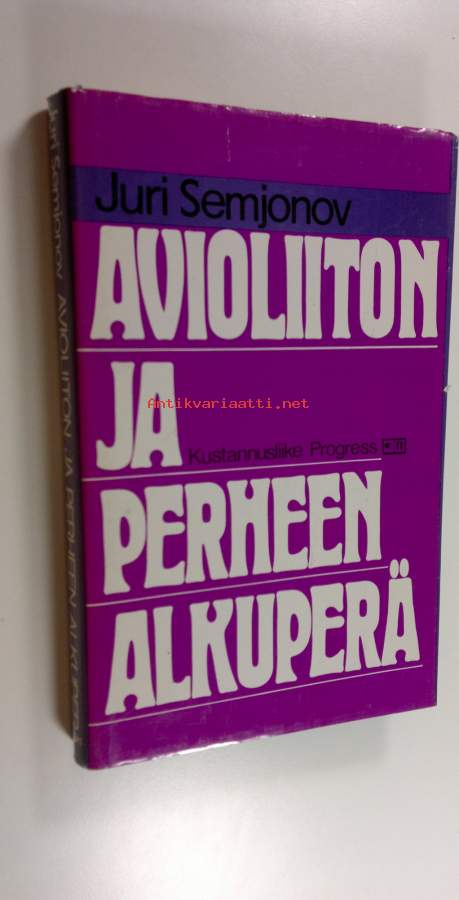 Juri Semjonov
AVIOLIITON
JA
Antikvariaatti.net
Kustannusliike Progress
PERHEEN
ALKUPERÄ
Juri Semjonov AVIOLIITON JA PERHEEN ALKUPERÄ